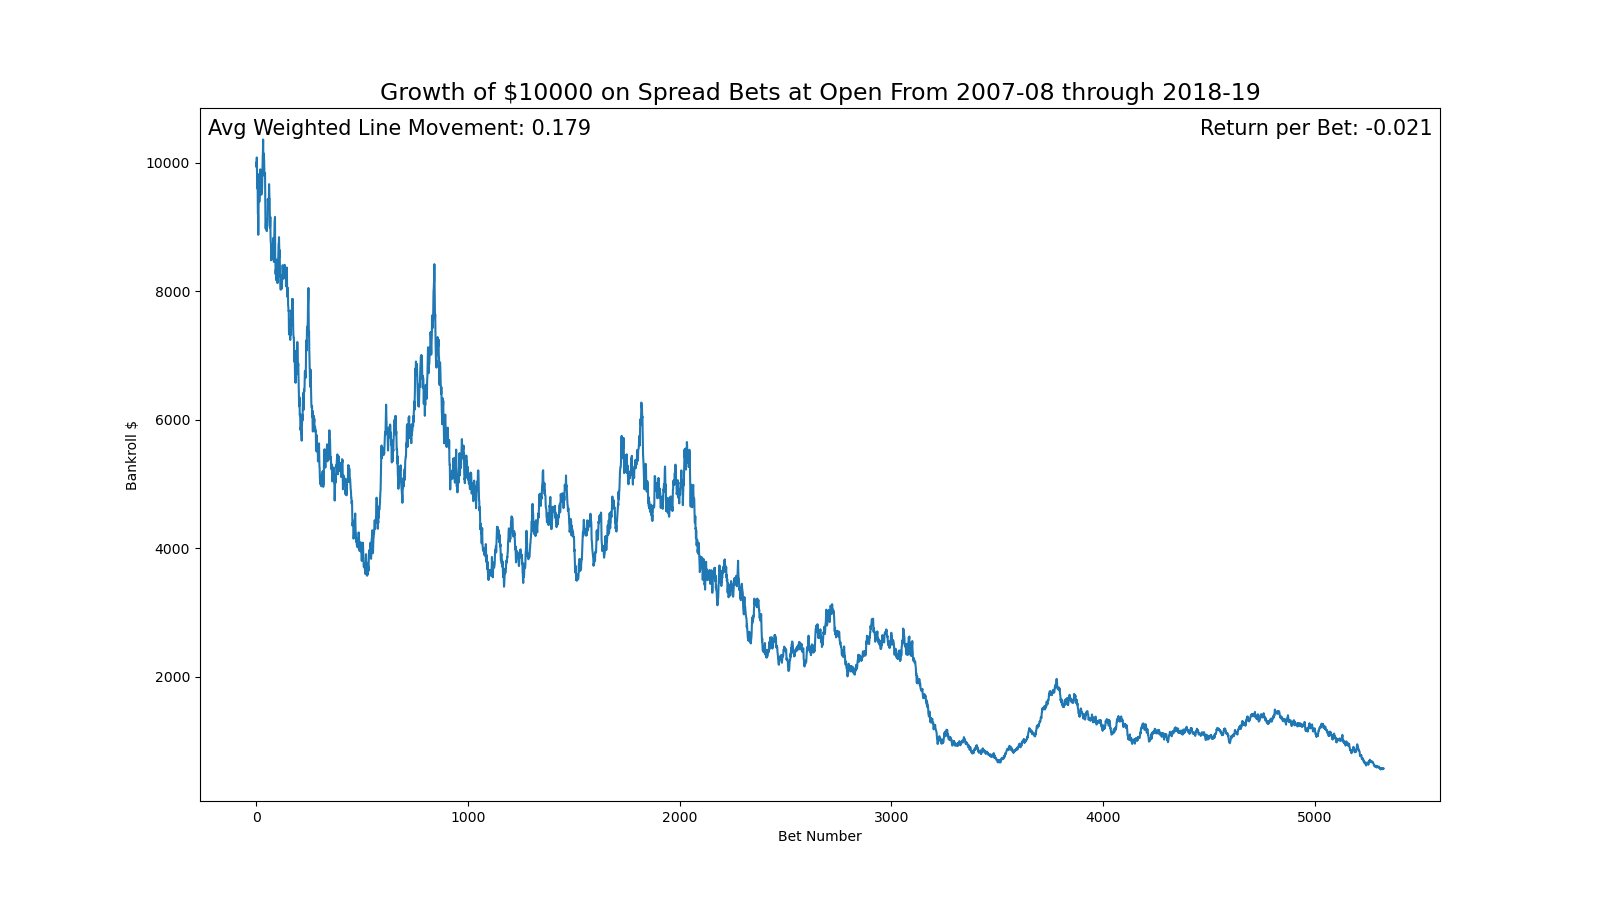 Growth of $10000 on Spread Bets at Open From 2007-08 through 2018-19
Avg Weighted Line Movement: 0.179
Return per Bet: -0.021
10000
8000
6000
4000
2000
Bankroll $
0 1000 2000 3000 4000 5000
Bet Number